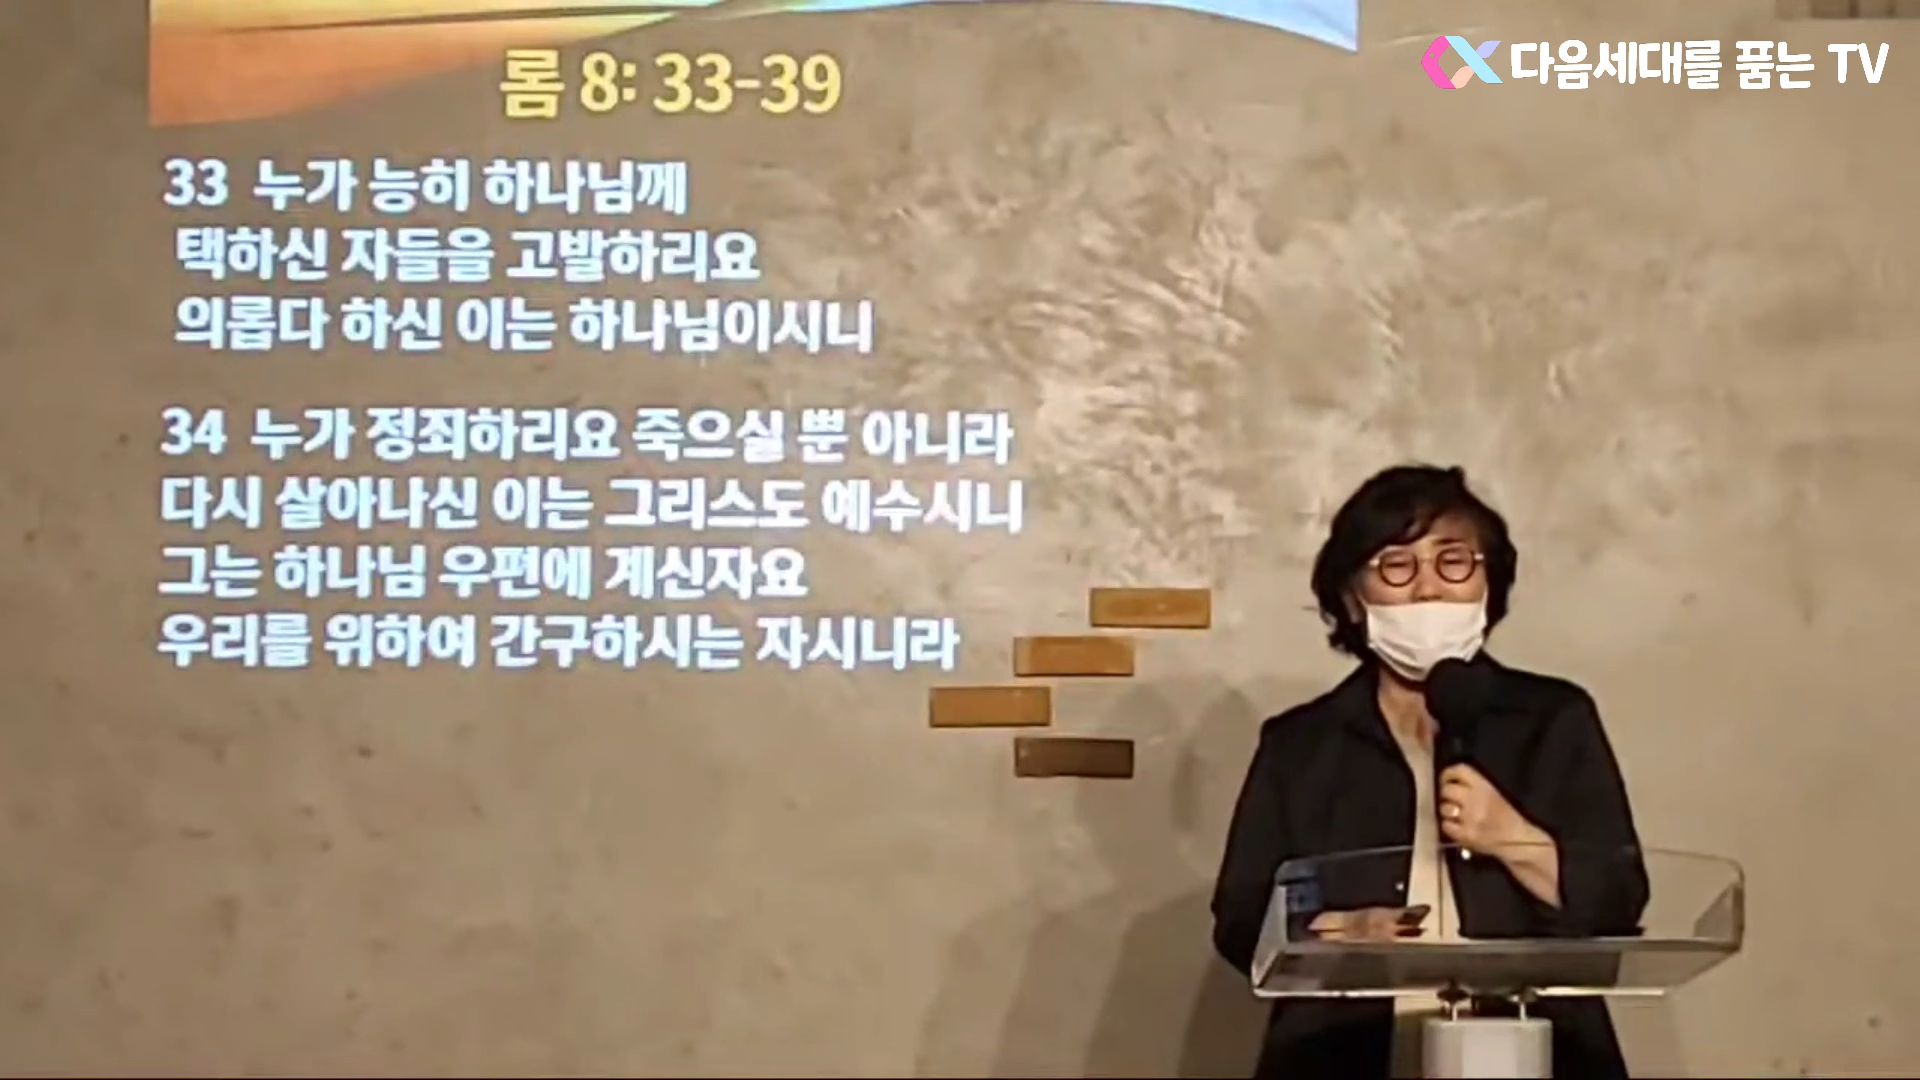 다음세대를 품는 TV
롬 8: 33-39
33 누가 능히 하나님께
택하신 자들을 고발하리요
의롭다 하신 이는 하나님이시니
34 누가 정죄하리요 죽으실 뿐 아니라
다시 살아나신 이는 그리스도 예수시니
그는 하나님 우편에 계신자요
우리를 위하여 간구하시는 자시니라